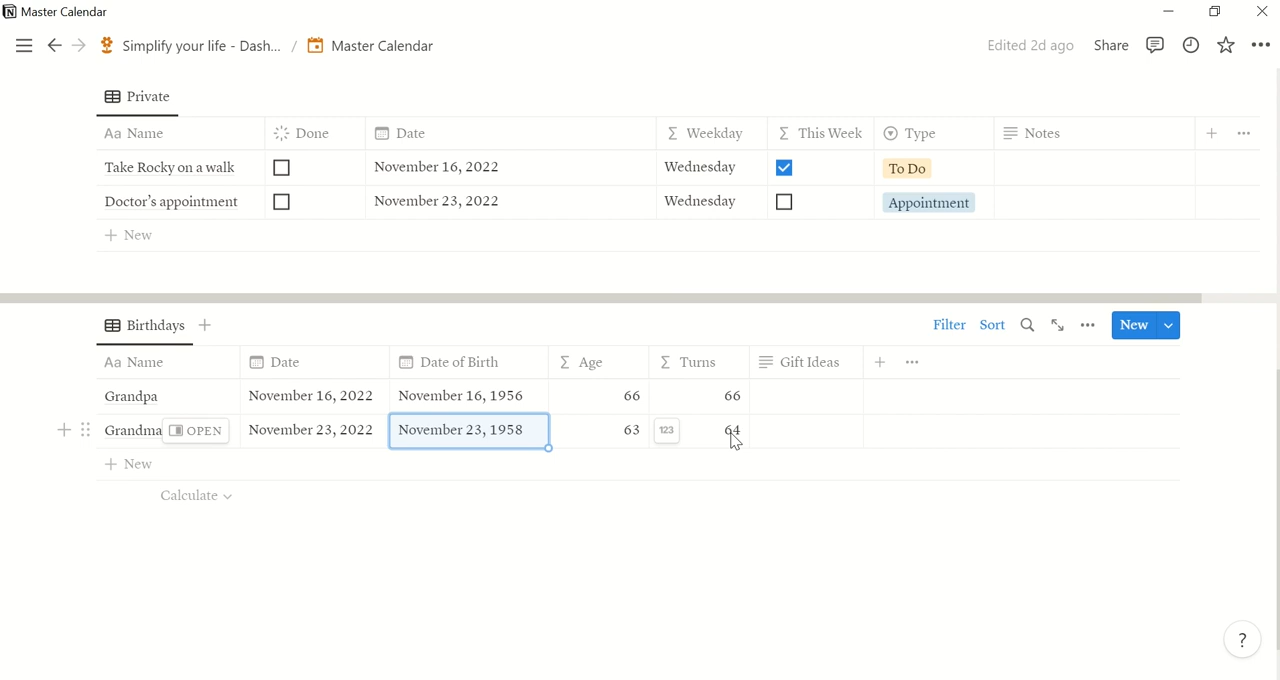 Master Calendar
Simplify your life - Dash... / Master Calendar Edited 2d ago Share
Private
Aa Name Done Date Σ Weekday Σ This Week Type Notes
Take Rocky on a walk November 16, 2022 Wednesday To Do
Doctor's appointment November 23, 2022 Wednesday Appointment
+ New
Birthdays + Filter Sort New
Aa Name Date Date of Birth Σ Age Σ Turns Gift Ideas
Grandpa November 16, 2022 November 16, 1956 66 66
Grandma OPEN November 23, 2022 November 23, 1958 63 123 64
+ New
Calculate
?